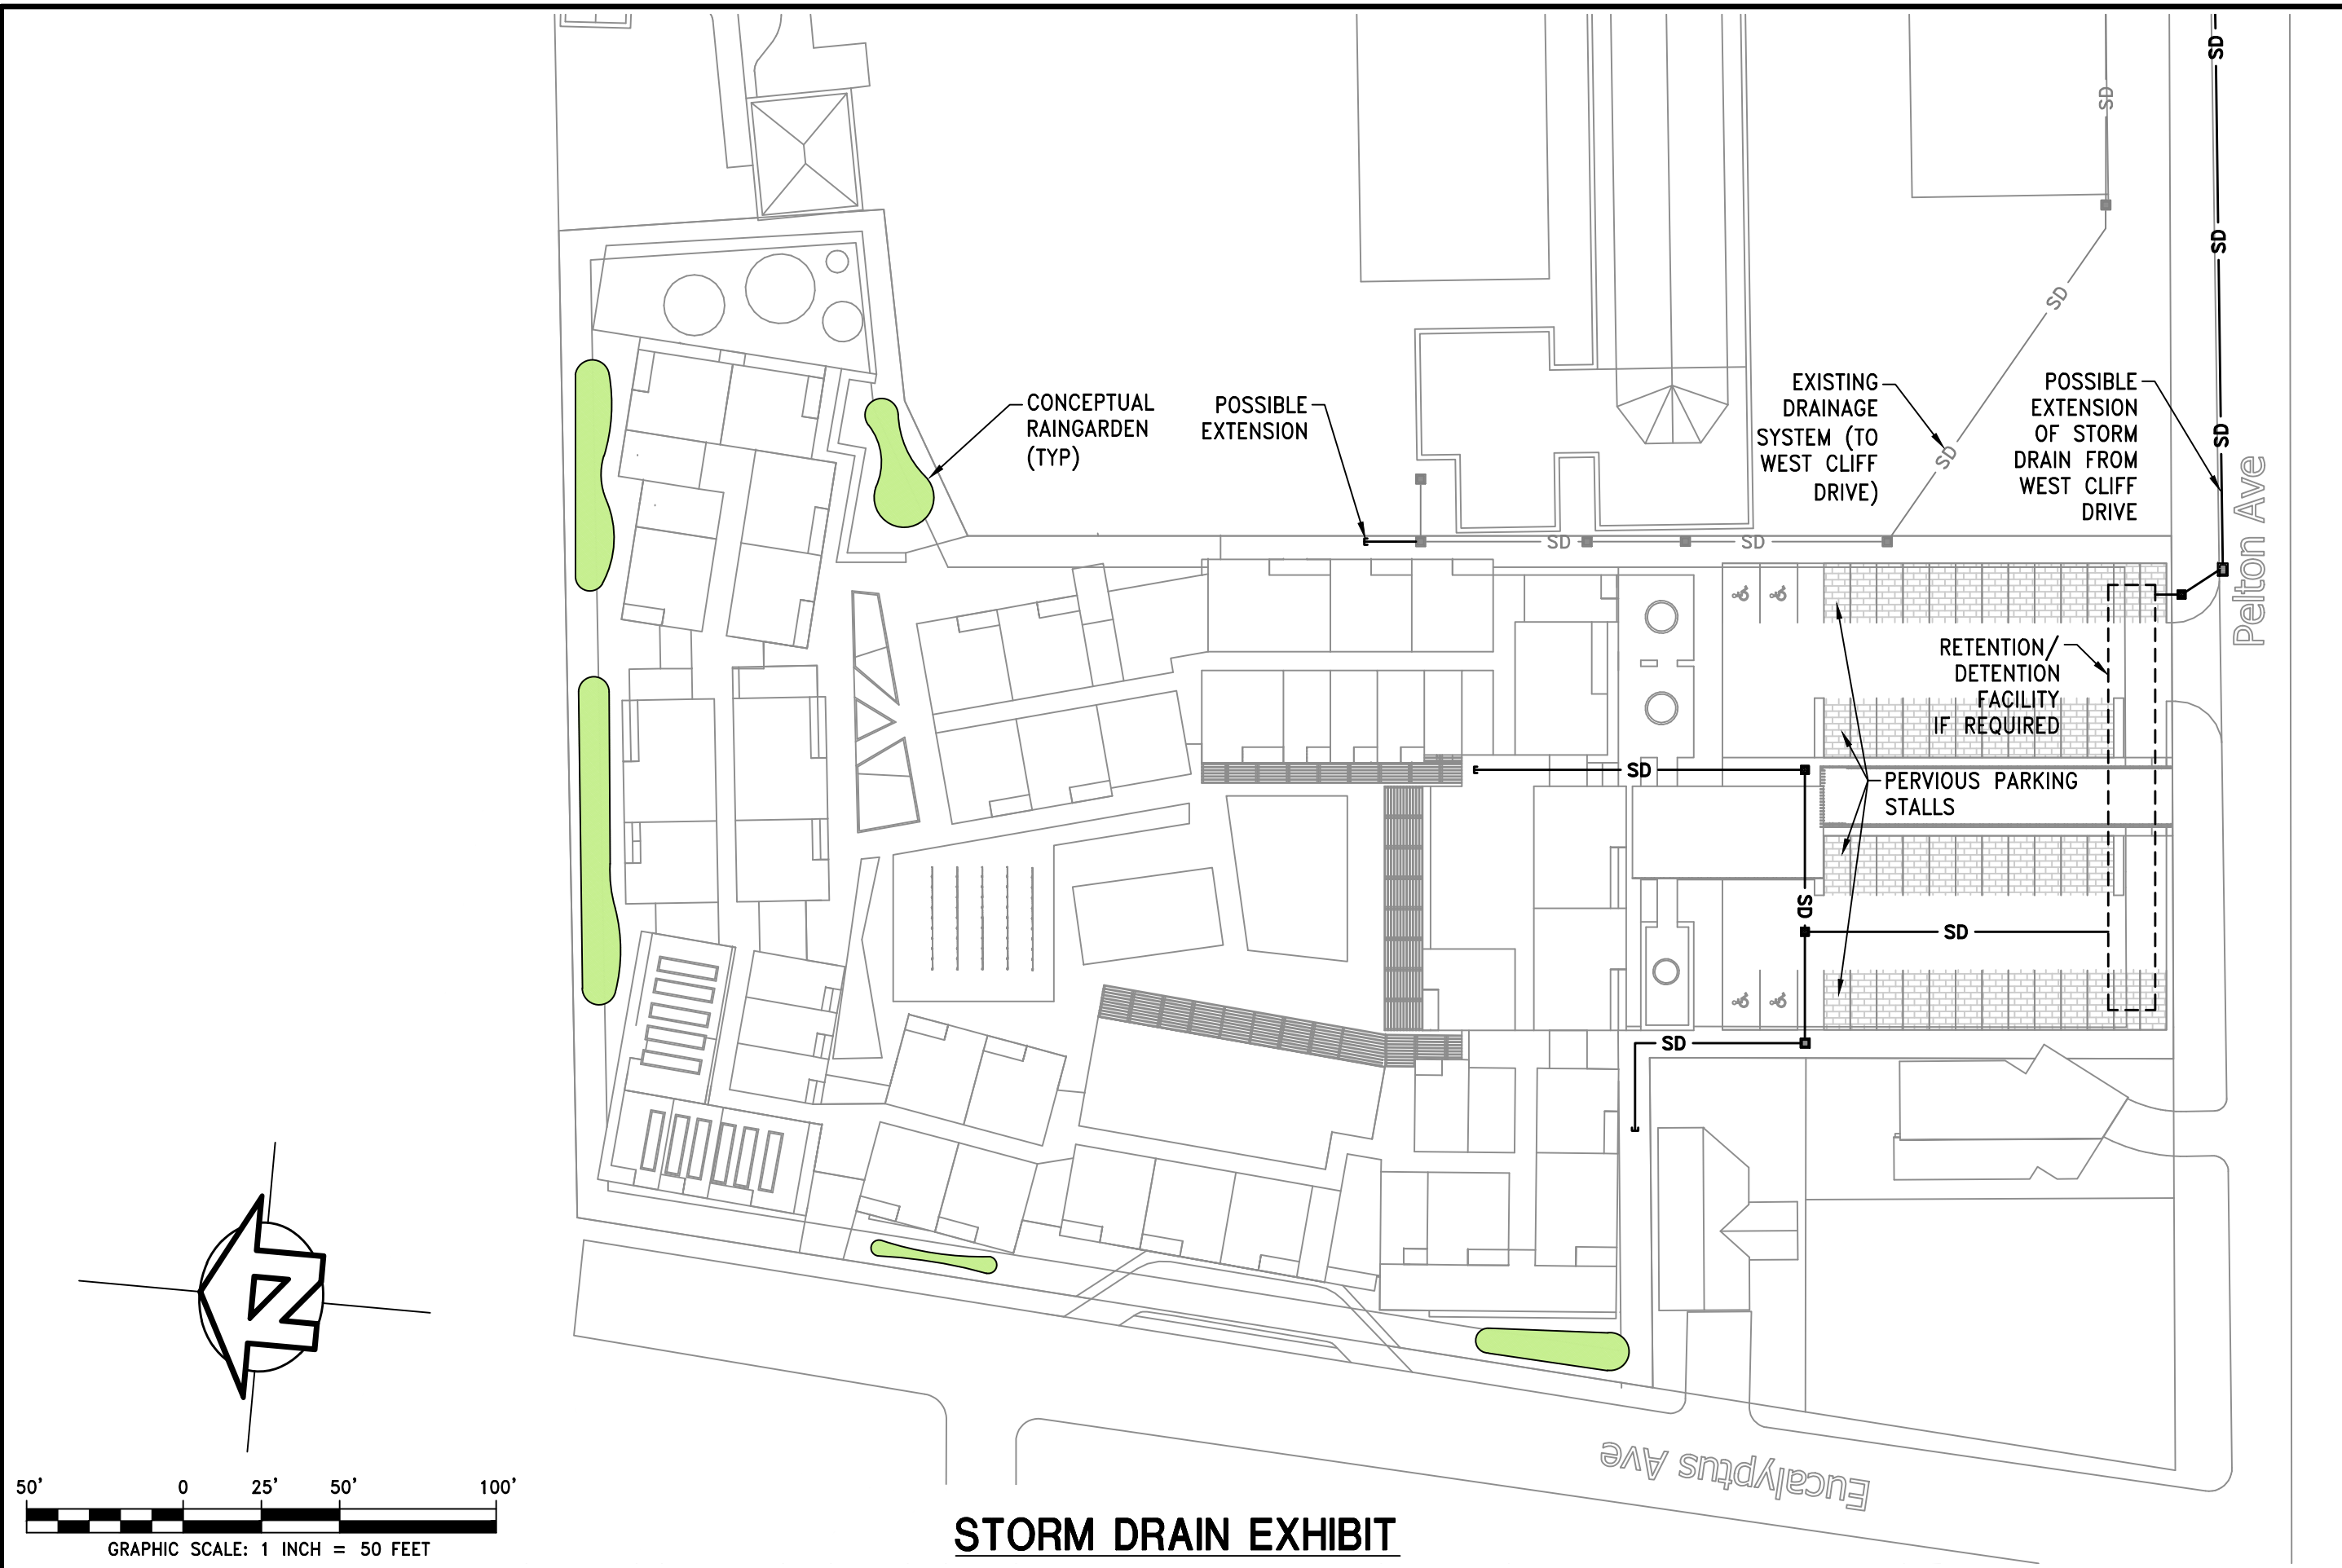 SD
SD
SD
SD
SD
CONCEPTUAL
RAINGARDEN
(TYP)
POSSIBLE
EXTENSION
EXISTING
DRAINAGE
SYSTEM (TO
WEST CLIFF
DRIVE)
SD
POSSIBLE
EXTENSION
OF STORM
DRAIN FROM
WEST CLIFF
DRIVE
SD
Pelton Ave
SD
SD
RETENTION/
DETENTION
FACILITY
IF REQUIRED
SD
PERVIOUS PARKING
STALLS
SD
SD
SD
Eucalyptus Ave
50'
0
25'
50'
100'
GRAPHIC SCALE: 1 INCH = 50 FEET
STORM DRAIN EXHIBIT